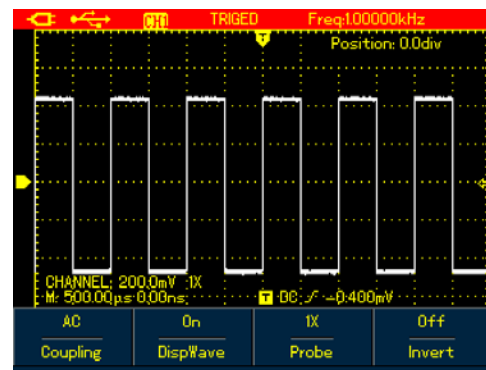 CH1 TRIGED Freq:1.00000kHz
T
Position: 0.0div
CHANNEL: 200.0mV 1X
M: 500.00μs 0.00ns T DC -0.400mV
AC On 1X Off
Coupling DispWave Probe Invert